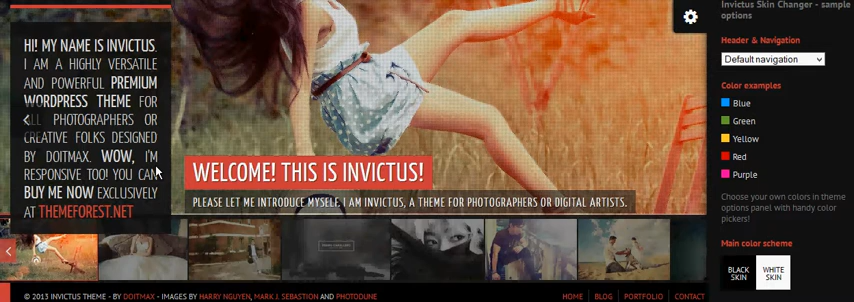 HI! MY NAME IS INVICTUS.
I AM A HIGHLY VERSATILE
AND POWERFUL PREMIUM
WORDPRESS THEME FOR
ALL PHOTOGRAPHERS OR
CREATIVE FOLKS DESIGNED
BY DOITMAX. WOW, I'M
RESPONSIVE TOO! YOU CAN
BUY ME NOW EXCLUSIVELY
AT THEMEFOREST.NET
WELCOME! THIS IS INVICTUS!
PLEASE LET ME INTRODUCE MYSELF. I AM INVICTUS, A THEME FOR PHOTOGRAPHERS OR DIGITAL ARTISTS.
© 2013 INVICTUS THEME - BY DOITMAX - IMAGES BY HARRY NGUYEN, MARK J. SEBASTION AND PHOTODUNE
HOME BLOG PORTFOLIO CONTACT
Invictus Skin Changer - sample
options
Header & Navigation
Default navigation
Color examples
Blue
Green
Yellow
Red
Purple
Choose your own colors in theme
options panel with handy color
pickers!
Main color scheme
BLACK
SKIN
WHITE
SKIN